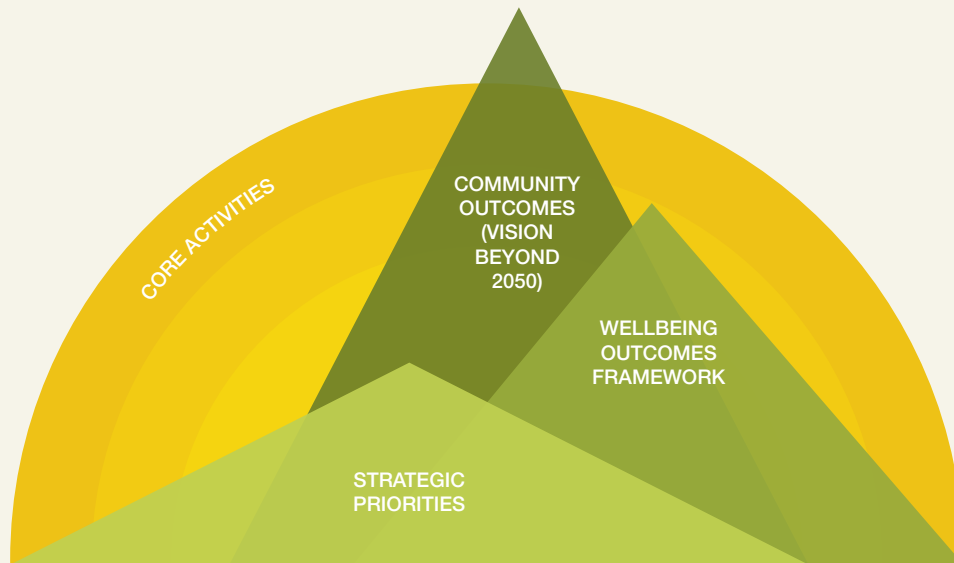 CORE ACTIVITIES
COMMUNITY
OUTCOMES
(VISION
BEYOND
2050)
WELLBEING
OUTCOMES
FRAMEWORK
STRATEGIC
PRIORITIES